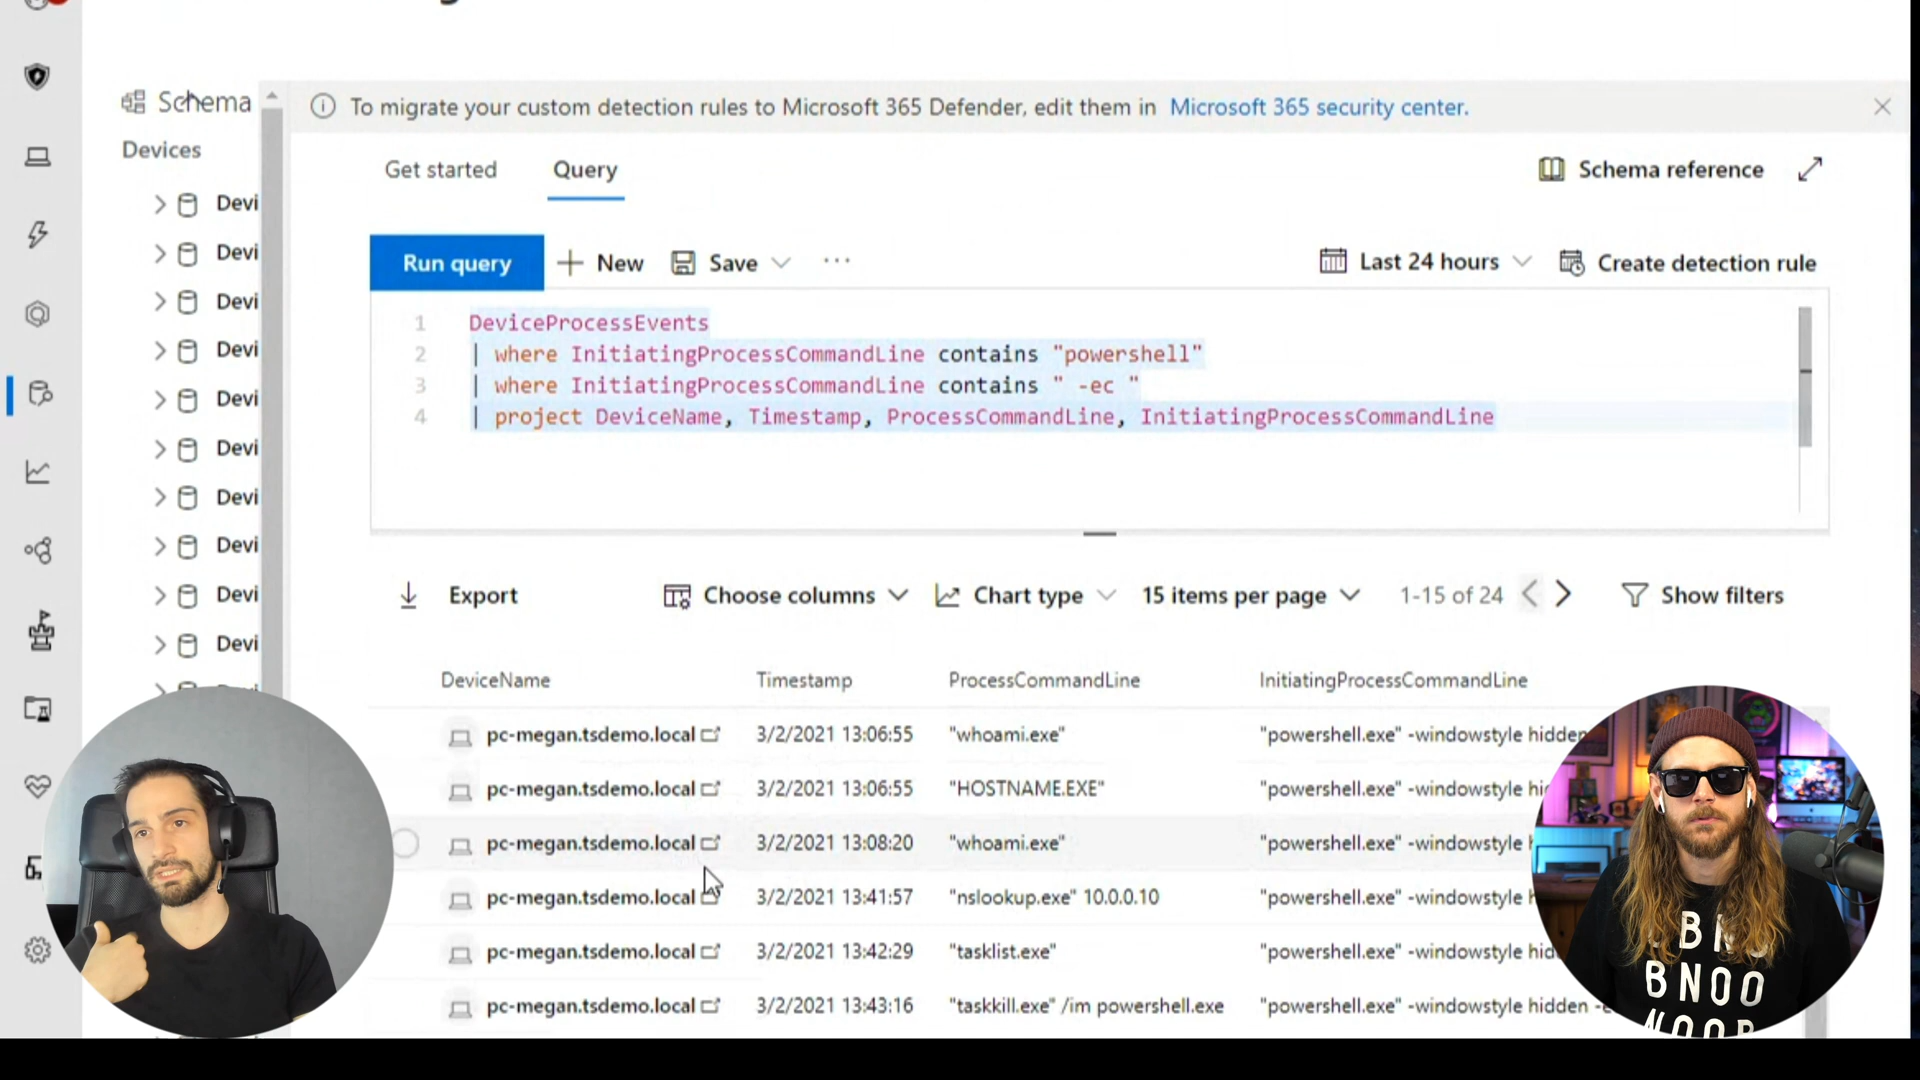 Schema
Devices
Devi
Devi
Devi
Devi
Devi
Devi
Devi
Devi
Devi
Devi
To migrate your custom detection rules to Microsoft 365 Defender, edit them in Microsoft 365 security center.
Get started
Query
Schema reference
Run query
New
Save
...
Last 24 hours
Create detection rule
1 DeviceProcessEvents
2 | where InitiatingProcessCommandLine contains "powershell"
3 | where InitiatingProcessCommandLine contains " -ec "
4 | project DeviceName, Timestamp, ProcessCommandLine, InitiatingProcessCommandLine
Export
Choose columns
Chart type
15 items per page
1-15 of 24
Show filters
DeviceName Timestamp ProcessCommandLine InitiatingProcessCommandLine
pc-megan.tsdemo.local 3/2/2021 13:06:55 "whoami.exe" "powershell.exe" -windowstyle hidden
pc-megan.tsdemo.local 3/2/2021 13:06:55 "HOSTNAME.EXE" "powershell.exe" -windowstyle hi
pc-megan.tsdemo.local 3/2/2021 13:08:20 "whoami.exe" "powershell.exe" -windowstyle
pc-megan.tsdemo.local 3/2/2021 13:41:57 "nslookup.exe" 10.0.0.10 "powershell.exe" -windowstyle
pc-megan.tsdemo.local 3/2/2021 13:42:29 "tasklist.exe" "powershell.exe" -windowstyle hid
pc-megan.tsdemo.local 3/2/2021 13:43:16 "taskkill.exe" /im powershell.exe "powershell.exe" -windowstyle hidden
BNOO